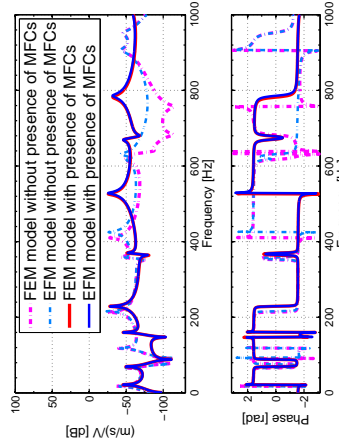 (m/s)/V [dB]
100
50
0
−50
−100
FEM model without presence of MFCs
EFM model without presence of MFCs
FEM model with presence of MFCs
EFM model with presence of MFCs
0 200 400 600 800 1000
Frequency [Hz]
Phase [rad]
2
0
−2
0 200 400 600 800 1000